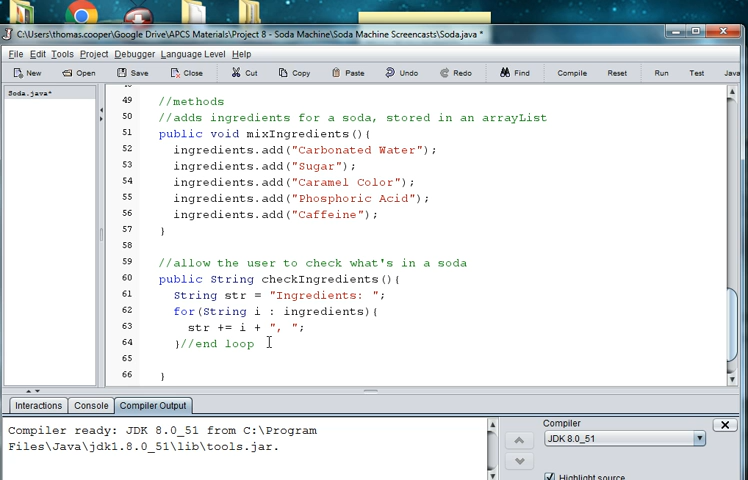 C:\Users\thomas.cooper\Google Drive\APCS Materials\Project 8 - Soda Machine\Soda Machine Screencasts\Soda.java *
File Edit Tools Project Debugger Language Level Help
New Open Save Close Cut Copy Paste Undo Redo Find Compile Reset Run Test Java
Soda.java*
49 //methods
50 //adds ingredients for a soda, stored in an arrayList
51 public void mixIngredients(){
52 ingredients.add("Carbonated Water");
53 ingredients.add("Sugar");
54 ingredients.add("Caramel Color");
55 ingredients.add("Phosphoric Acid");
56 ingredients.add("Caffeine");
57 }
58
59 //allow the user to check what's in a soda
60 public String checkIngredients(){
61 String str = "Ingredients: ";
62 for(String i : ingredients){
63 str += i + ", ";
64 }//end loop
65
66 }
Interactions Console Compiler Output
Compiler ready: JDK 8.0_51 from C:\Program
Files\Java\jdk1.8.0_51\lib\tools.jar.
Compiler
JDK 8.0_51
Highlight source